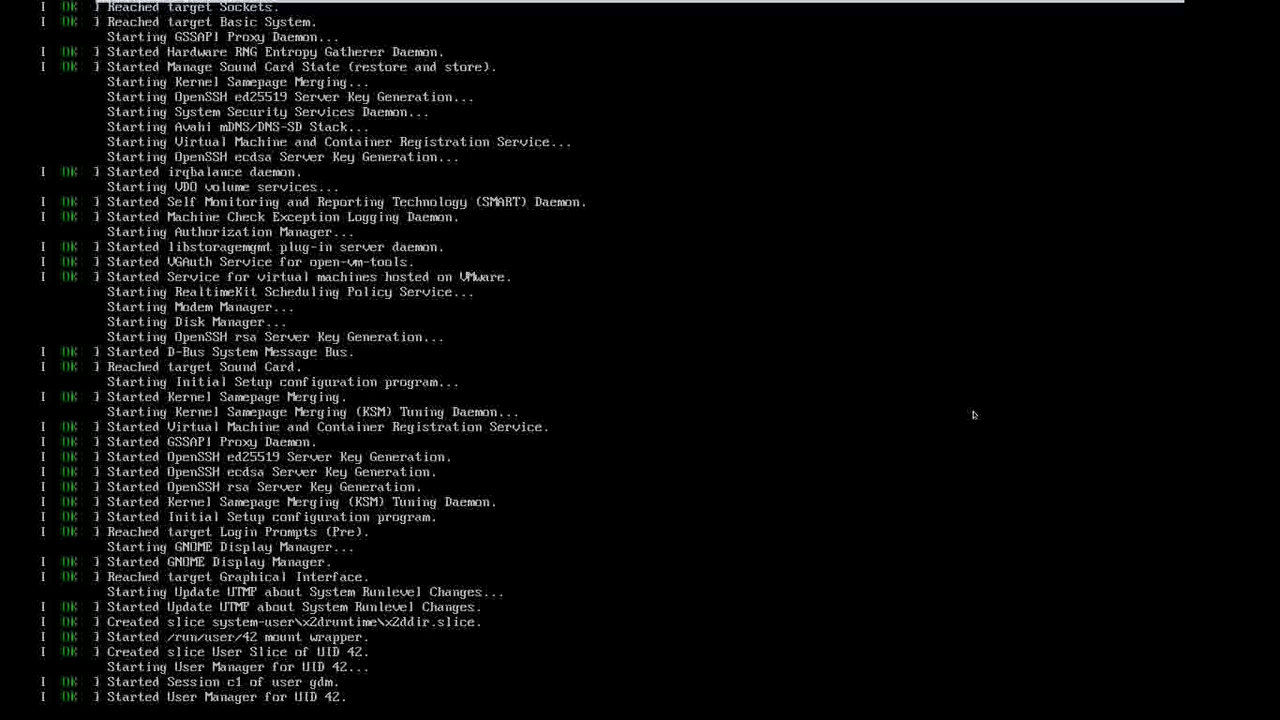 [ OK ] Reached target Sockets.
[ OK ] Reached target Basic System.
Starting GSSAPI Proxy Daemon...
[ OK ] Started Hardware RNG Entropy Gatherer Daemon.
[ OK ] Started Manage Sound Card State (restore and store).
Starting Kernel Samepage Merging...
Starting OpenSSH ed25519 Server Key Generation...
Starting System Security Services Daemon...
Starting Avahi mDNS/DNS-SD Stack...
Starting Virtual Machine and Container Registration Service...
Starting OpenSSH ecdsa Server Key Generation...
[ OK ] Started irqbalance daemon.
Starting VDO volume services...
[ OK ] Started Self Monitoring and Reporting Technology (SMART) Daemon.
[ OK ] Started Machine Check Exception Logging Daemon.
Starting Authorization Manager...
[ OK ] Started libstoragemgmt plug-in server daemon.
[ OK ] Started VGAuth Service for open-vm-tools.
[ OK ] Started Service for virtual machines hosted on VMware.
Starting RealtimeKit Scheduling Policy Service...
Starting Modem Manager...
Starting Disk Manager...
Starting OpenSSH rsa Server Key Generation...
[ OK ] Started D-Bus System Message Bus.
[ OK ] Reached target Sound Card.
Starting Initial Setup configuration program...
[ OK ] Started Kernel Samepage Merging.
Starting Kernel Samepage Merging (KSM) Tuning Daemon...
[ OK ] Started Virtual Machine and Container Registration Service.
[ OK ] Started GSSAPI Proxy Daemon.
[ OK ] Started OpenSSH ed25519 Server Key Generation.
[ OK ] Started OpenSSH ecdsa Server Key Generation.
[ OK ] Started OpenSSH rsa Server Key Generation.
[ OK ] Started Kernel Samepage Merging (KSM) Tuning Daemon.
[ OK ] Started Initial Setup configuration program.
[ OK ] Reached target Login Prompts (Pre).
Starting GNOME Display Manager...
[ OK ] Started GNOME Display Manager.
[ OK ] Reached target Graphical Interface.
Starting Update UTMP about System Runlevel Changes...
[ OK ] Started Update UTMP about System Runlevel Changes.
[ OK ] Created slice system-user\x2druntime\x2ddir.slice.
[ OK ] Started /run/user/42 mount wrapper.
[ OK ] Created slice User Slice of UID 42.
Starting User Manager for UID 42...
[ OK ] Started Session c1 of user gdm.
[ OK ] Started User Manager for UID 42.